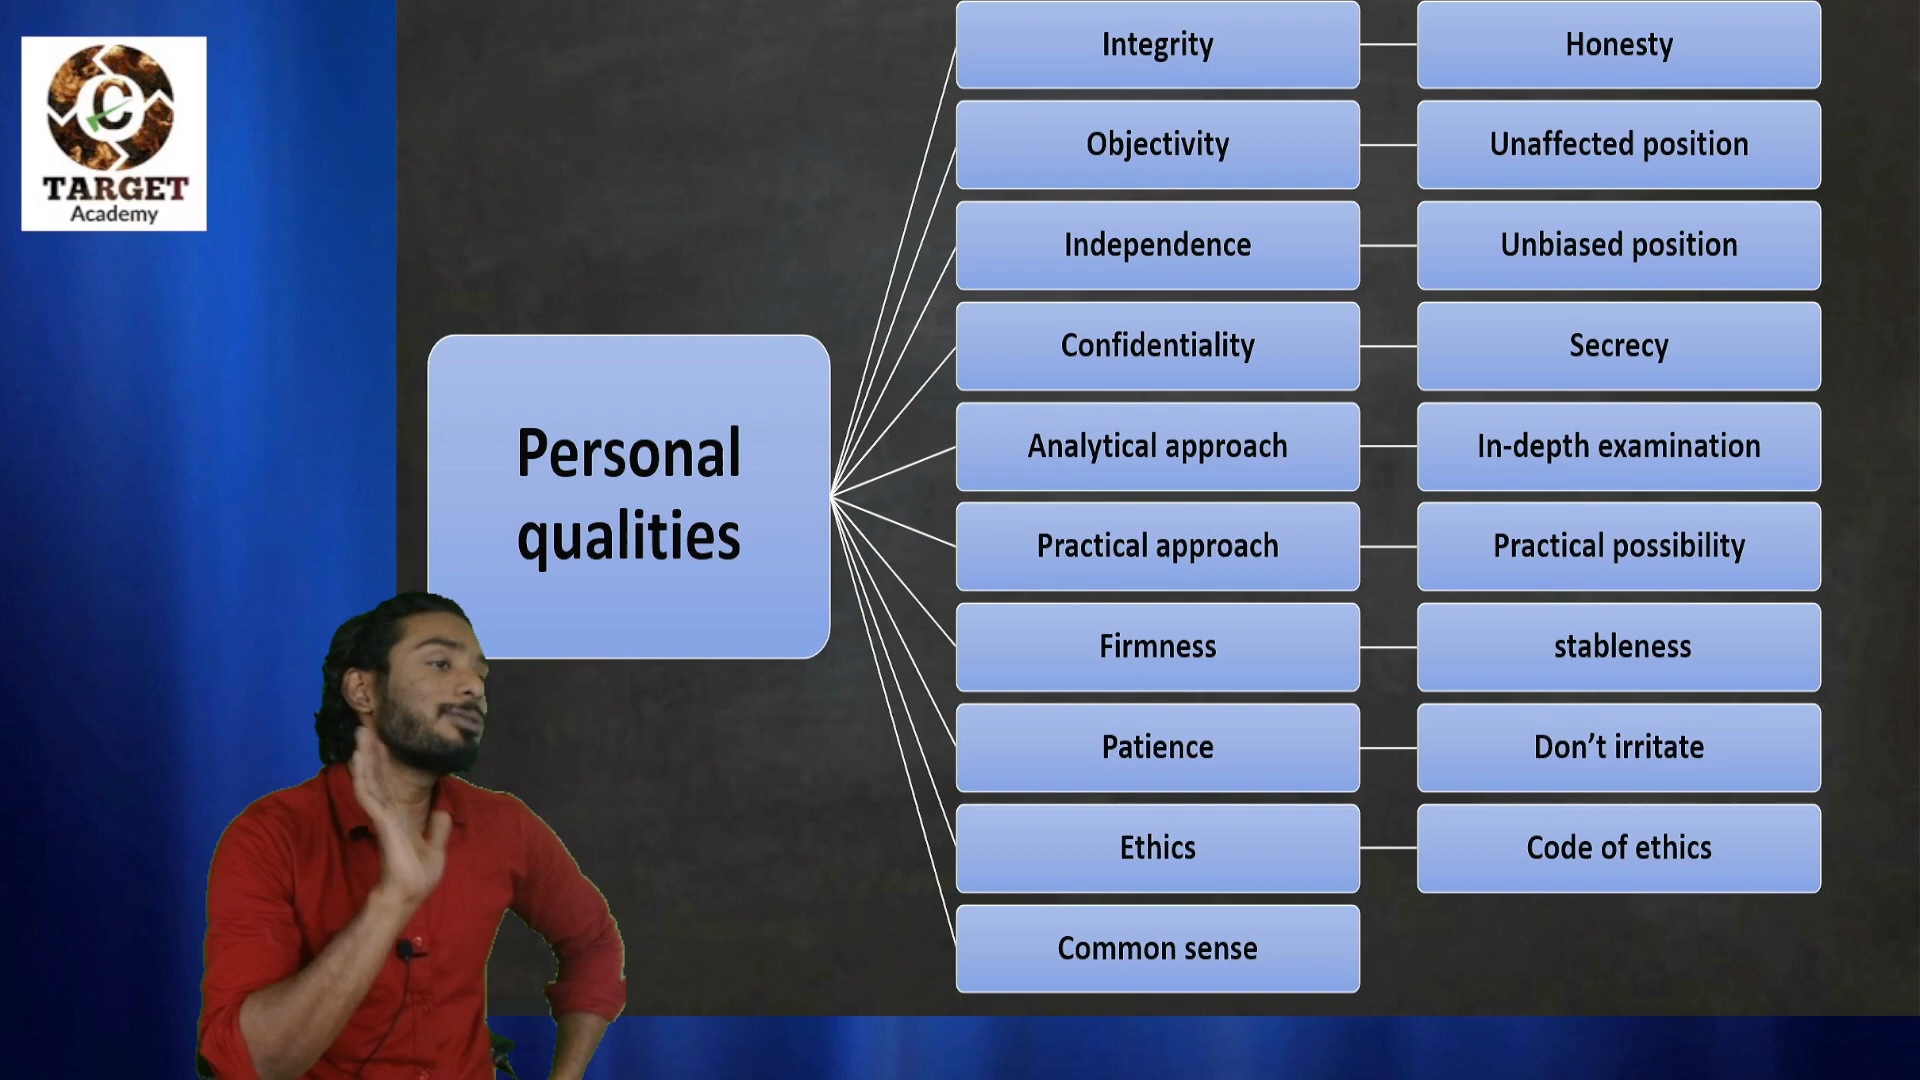 C
TARGET
Academy
Personal
qualities
Integrity
Honesty
Objectivity
Unaffected position
Independence
Unbiased position
Confidentiality
Secrecy
Analytical approach
In-depth examination
Practical approach
Practical possibility
Firmness
stableness
Patience
Don’t irritate
Ethics
Code of ethics
Common sense